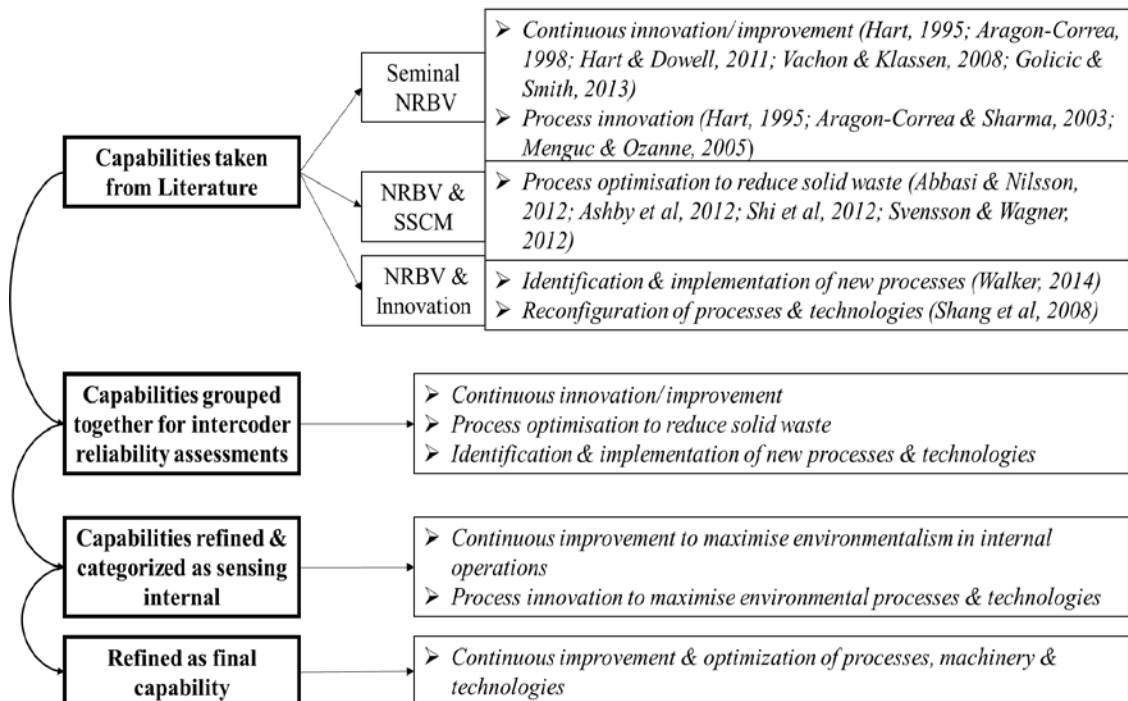 Capabilities taken
from Literature
Seminal
NRBV
➢ Continuous innovation/ improvement (Hart, 1995; Aragon-Correa,
1998; Hart & Dowell, 2011; Vachon & Klassen, 2008; Golicic &
Smith, 2013)
➢ Process innovation (Hart, 1995; Aragon-Correa & Sharma, 2003;
Menguc & Ozanne, 2005)
NRBV &
SSCM
➢ Process optimisation to reduce solid waste (Abbasi & Nilsson,
2012; Ashby et al, 2012; Shi et al, 2012; Svensson & Wagner,
2012)
NRBV &
Innovation
➢ Identification & implementation of new processes (Walker, 2014)
➢ Reconfiguration of processes & technologies (Shang et al, 2008)
Capabilities grouped
together for intercoder
reliability assessments
➢ Continuous innovation/ improvement
➢ Process optimisation to reduce solid waste
➢ Identification & implementation of new processes & technologies
Capabilities refined &
categorized as sensing
internal
➢ Continuous improvement to maximise environmentalism in internal
operations
➢ Process innovation to maximise environmental processes & technologies
Refined as final
capability
➢ Continuous improvement & optimization of processes, machinery &
technologies